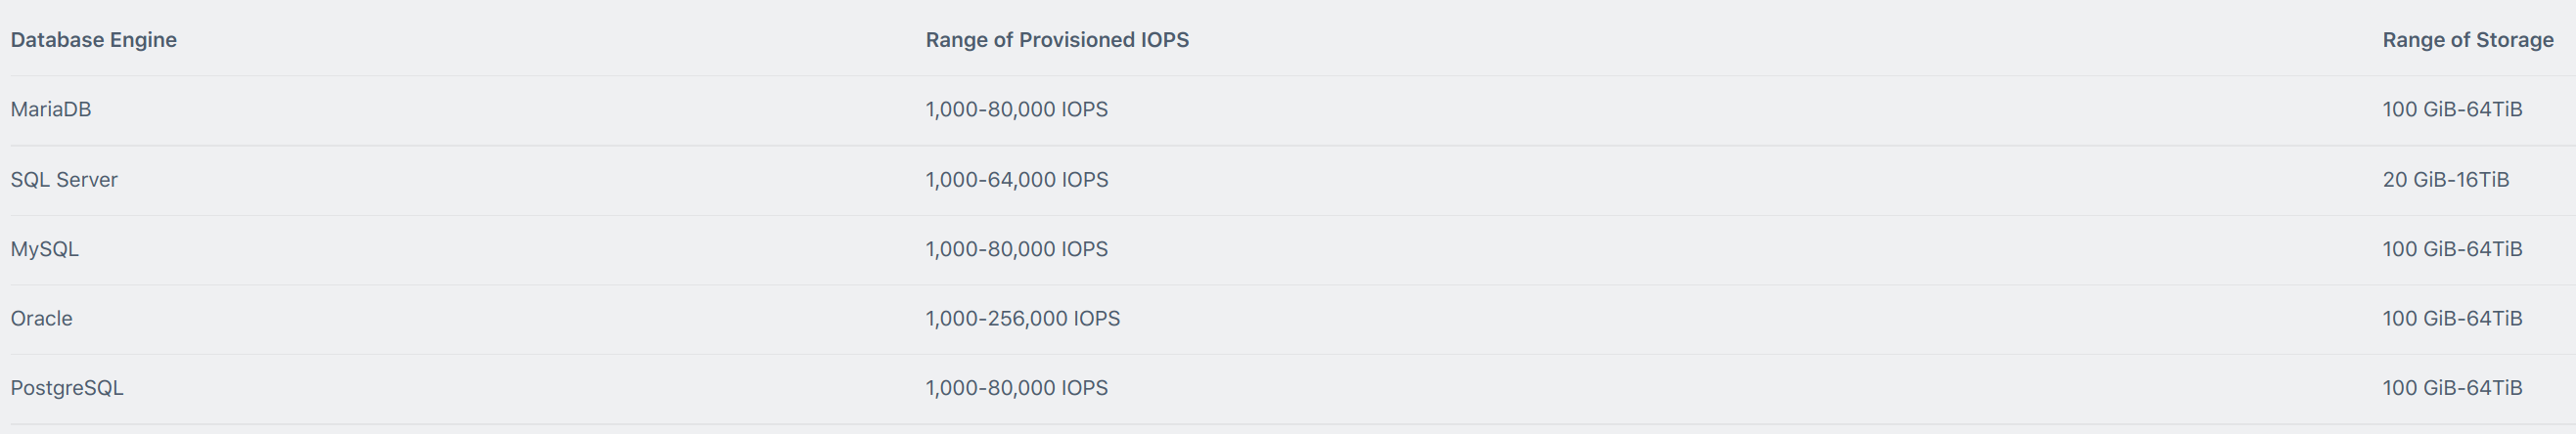 Database Engine Range of Provisioned IOPS Range of Storage
MariaDB 1,000-80,000 IOPS 100 GiB-64TiB
SQL Server 1,000-64,000 IOPS 20 GiB-16TiB
MySQL 1,000-80,000 IOPS 100 GiB-64TiB
Oracle 1,000-256,000 IOPS 100 GiB-64TiB
PostgreSQL 1,000-80,000 IOPS 100 GiB-64TiB